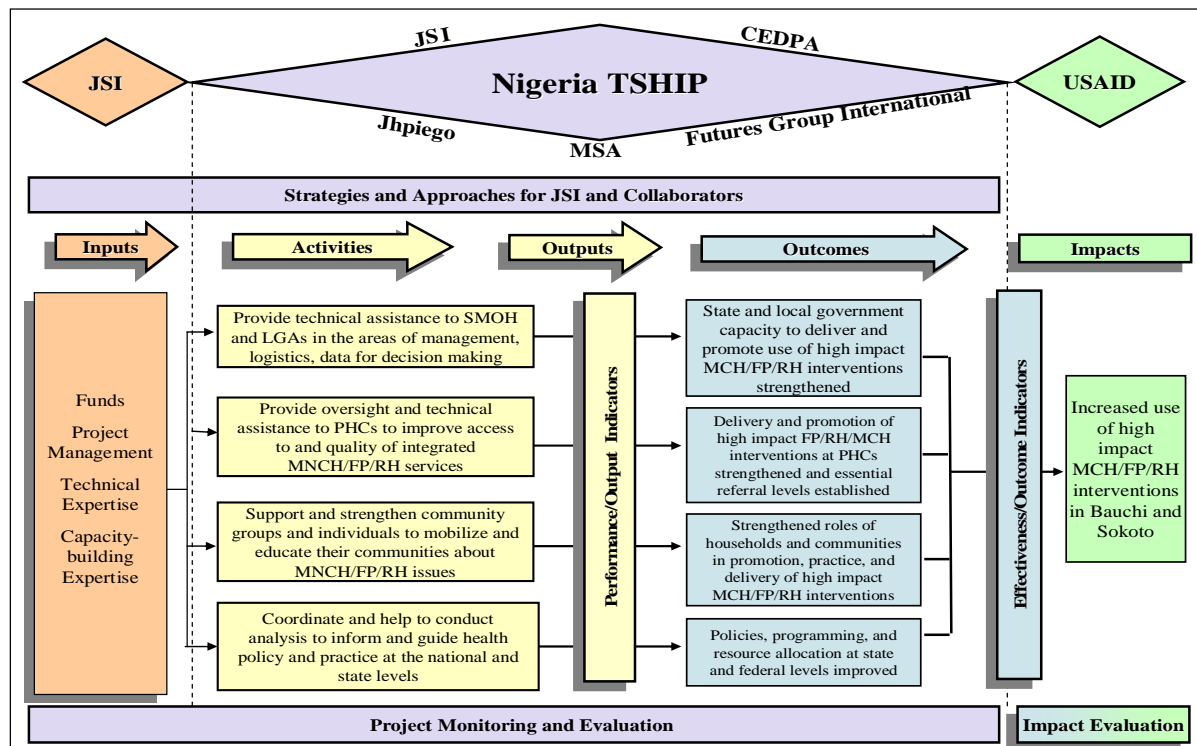 JSI
CEDPA
JSI
Nigeria TSHIP
USAID
Jhpiego
MSA
Futures Group International
Strategies and Approaches for JSI and Collaborators
Inputs
Activities
Outputs
Outcomes
Impacts
Funds
Project
Management
Technical
Expertise
Capacity-
building
Expertise
Provide technical assistance to SMOH
and LGAs in the areas of management,
logistics, data for decision making
Provide oversight and technical
assistance to PHCs to improve access
to and quality of integrated
MNCH/FP/RH services
Support and strengthen community
groups and individuals to mobilize and
educate their communities about
MNCH/FP/RH issues
Coordinate and help to conduct
analysis to inform and guide health
policy and practice at the national and
state levels
Performance/Output Indicators
State and local government
capacity to deliver and
promote use of high impact
MCH/FP/RH interventions
strengthened
Delivery and promotion of
high impact FP/RH/MCH
interventions at PHCs
strengthened and essential
referral levels established
Strengthened roles of
households and communities
in promotion, practice, and
delivery of high impact
MCH/FP/RH interventions
Policies, programming, and
resource allocation at state
and federal levels improved
Effectiveness/Outcome Indicators
Increased use
of high
impact
MCH/FP/RH
interventions
in Bauchi and
Sokoto
Project Monitoring and Evaluation
Impact Evaluation